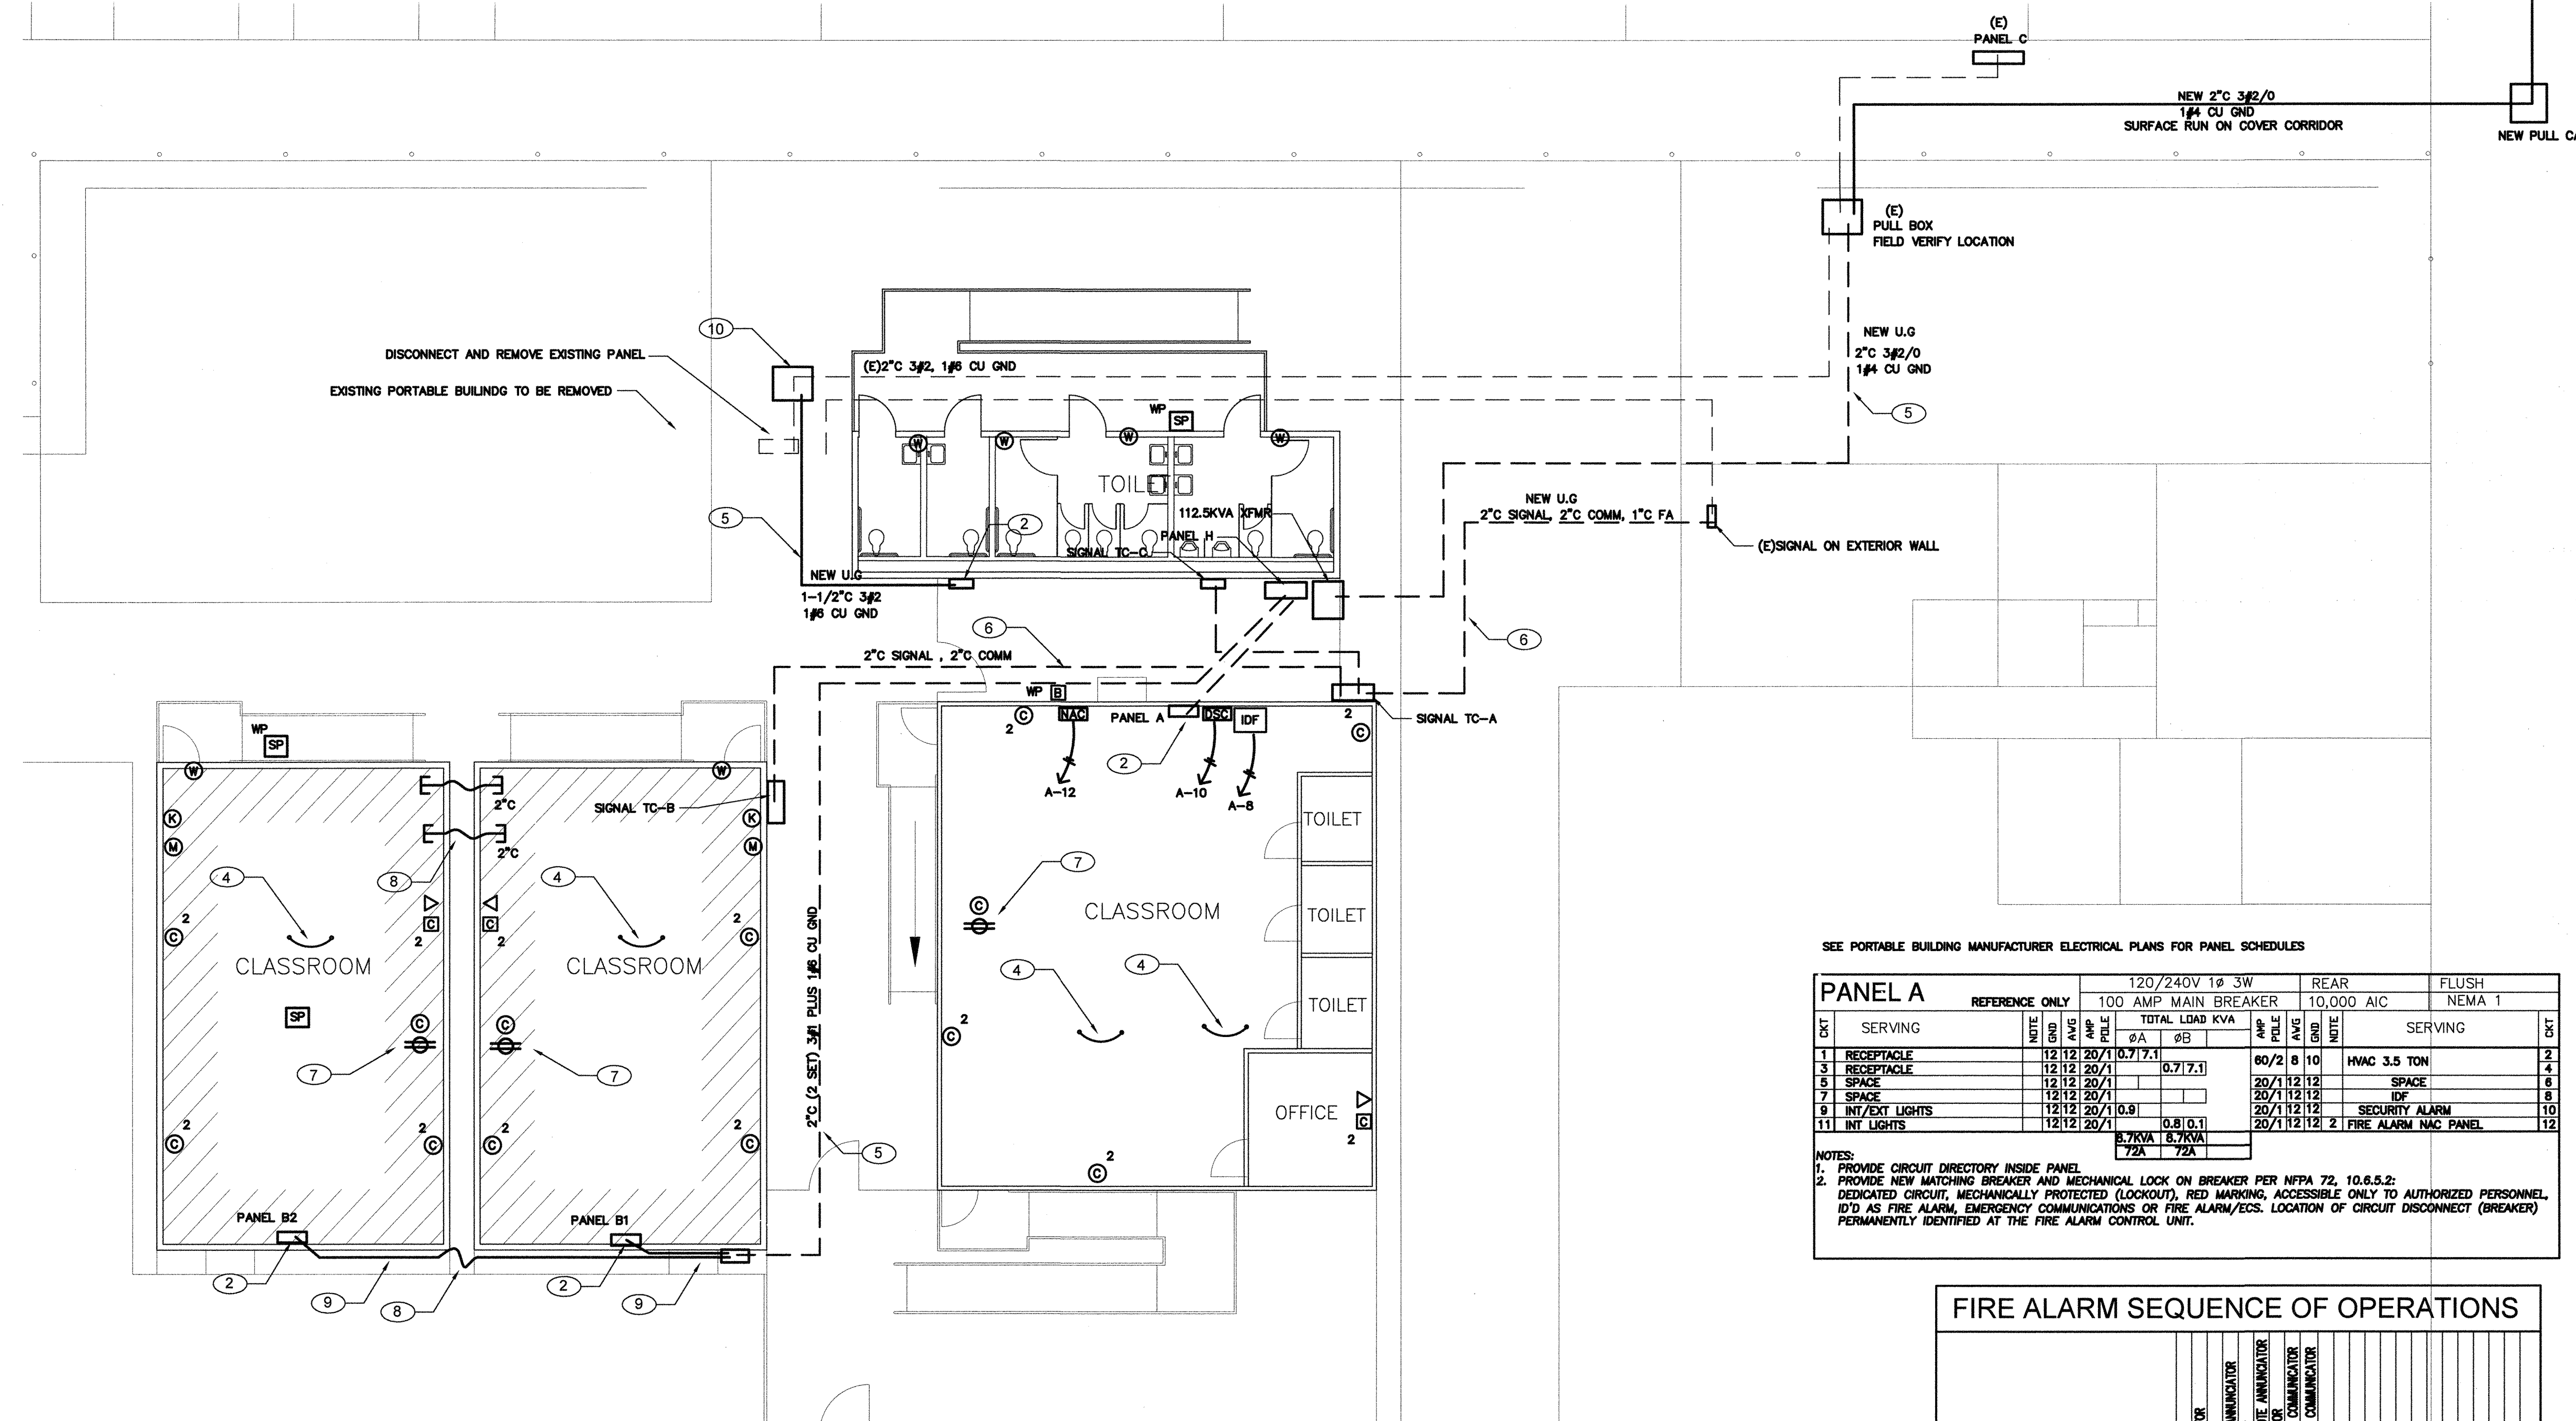 (E)
PANEL C
NEW 2"C 3#2/0
1#4 CU GND
SURFACE RUN ON COVER CORRIDOR
NEW PULL
(E)
PULL BOX
FIELD VERIFY LOCATION
10
DISCONNECT AND REMOVE EXISTING PANEL
EXISTING PORTABLE BUILINDG TO BE REMOVED
(E)2"C 3#2, 1#6 CU GND
NEW U.G
2"C 3#2/0
1#4 CU GND
5
WP
SP
W
W
W
W
TOILET
112.5KVA XFMR
PANEL H
SIGNAL TC-C
2
5
NEW U.G
2"C SIGNAL, 2"C COMM, 1"C FA
(E)SIGNAL ON EXTERIOR WALL
NEW U.G
1-1/2"C 3#2
1#6 CU GND
6
6
2"C SIGNAL , 2"C COMM
WP
B
C
2
NAC
PANEL A
DSC
IDF
2
C
SIGNAL TC-A
2
A-12
A-10
A-8
WP
SP
W
W
2"C
2"C
SIGNAL TC-B
K
M
K
M
4
8
4
7
TOILET
TOILET
TOILET
2
C
C
2
C
2
2
C
CLASSROOM
CLASSROOM
CLASSROOM
C
4
4
SP
C
C
7
7
2
C
2"C (2 SET) 3#1 PLUS 1#6 CU GND
OFFICE
C
2
2
C
2
C
2
C
2
C
5
2
C
PANEL B2
PANEL B1
2
9
8
2
9
SEE PORTABLE BUILDING MANUFACTURER ELECTRICAL PLANS FOR PANEL SCHEDULES
PANEL A REFERENCE ONLY 120/240V 1ø 3W REAR FLUSH
100 AMP MAIN BREAKER 10,000 AIC NEMA 1
CKT SERVING NOTE GND AWG AMP POLE TOTAL LOAD KVA øA øB AMP POLE AWG GND NOTE SERVING CKT
1 RECEPTACLE 12 12 20/1 0.7 7.1 60/2 8 10 HVAC 3.5 TON 2
3 RECEPTACLE 12 12 20/1 0.7 7.1 4
5 SPACE 12 12 20/1 20/1 12 12 SPACE 6
7 SPACE 12 12 20/1 20/1 12 12 IDF 8
9 INT/EXT LIGHTS 12 12 20/1 0.9 20/1 12 12 SECURITY ALARM 10
11 INT LIGHTS 12 12 20/1 0.8 0.1 20/1 12 12 2 FIRE ALARM NAC PANEL 12
8.7KVA 8.7KVA
72A 72A
NOTES:
1. PROVIDE CIRCUIT DIRECTORY INSIDE PANEL
2. PROVIDE NEW MATCHING BREAKER AND MECHANICAL LOCK ON BREAKER PER NFPA 72, 10.6.5.2:
DEDICATED CIRCUIT, MECHANICALLY PROTECTED (LOCKOUT), RED MARKING, ACCESSIBLE ONLY TO AUTHORIZED PERSONNEL,
ID'D AS FIRE ALARM, EMERGENCY COMMUNICATIONS OR FIRE ALARM/ECS. LOCATION OF CIRCUIT DISCONNECT (BREAKER)
PERMANENTLY IDENTIFIED AT THE FIRE ALARM CONTROL UNIT.
FIRE ALARM SEQUENCE OF OPERATIONS
ANNUNCIATOR
ANNUNCIATOR
COMMUNICATOR
COMMUNICATOR